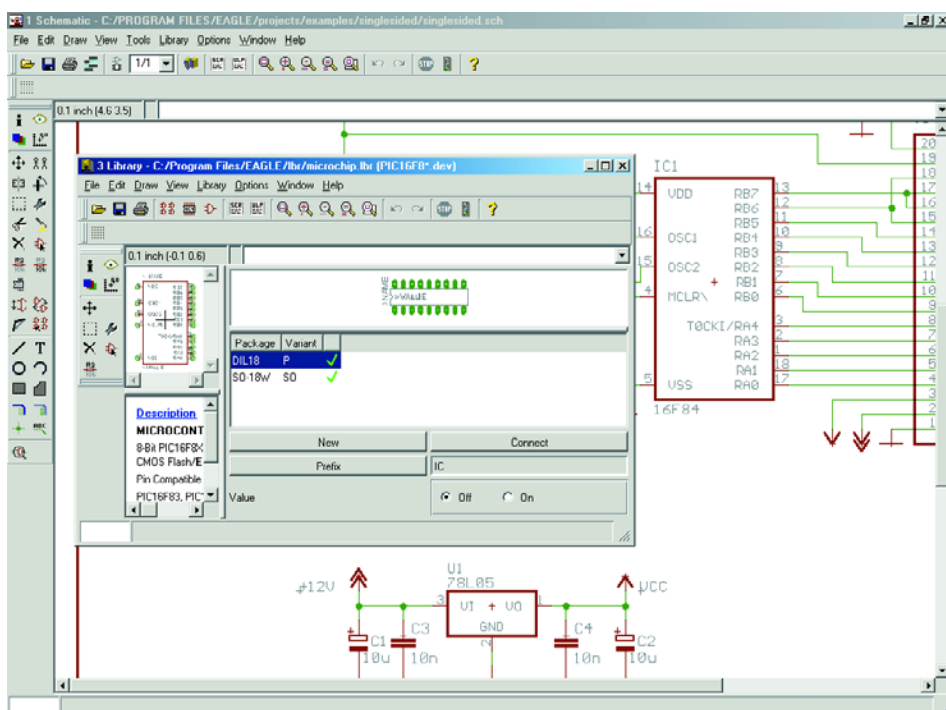 1 Schematic - C:/PROGRAM FILES/EAGLE/projects/examples/singlesided/singlesided.sch
File Edit Draw View Tools Library Options Window Help
1/1
STOP
0.1 inch (4.6 3.5)
3 Library - C:/Program Files/EAGLE/lbr/microchip.lbr (PIC16F8*.dev)
File Edit Draw View Library Options Window Help
STOP
0.1 inch (-0.1 0.6)
>NAME
>VALUE
Package Variant
DIL18 P
SO-18W SO
Description
MICROCONT
8-Bit PIC16F8X
CMOS Flash/E
Pin Compatible
PIC16F83, PIC
New Connect
Prefix IC
Value Off On
IC1
14 VDD RB7 13
RB6 12
RB5 11
16 OSC1 RB4 10
RB3 9
15 OSC2 RB2 8
RB1 7
4 MCLR\ RB0 6
T0CKI/RA4 3
RA3 2
RA2 1
RA1 18
5 VSS RA0 17
16F84
20
19
18
17
16
15
14
13
12
11
10
9
8
7
6
5
4
3
2
1
+12V
U1
78L05
VCC
3 VI VO 1
GND
2
C1
10u
C3
10n
C4
10n
C2
10u